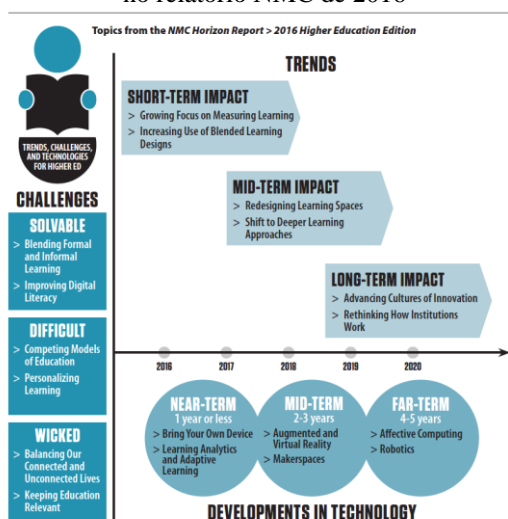 no relatório NMC de 2016
Topics from the NMC Horizon Report > 2016 Higher Education Edition
TRENDS, CHALLENGES,
AND TECHNOLOGIES
FOR HIGHER ED
TRENDS
SHORT-TERM IMPACT
> Growing Focus on Measuring Learning
> Increasing Use of Blended Learning
Designs
MID-TERM IMPACT
> Redesigning Learning Spaces
> Shift to Deeper Learning
Approaches
LONG-TERM IMPACT
> Advancing Cultures of Innovation
> Rethinking How Institutions
Work
CHALLENGES
SOLVABLE
> Blending Formal
and Informal
Learning
> Improving Digital
Literacy
DIFFICULT
> Competing Models
of Education
> Personalizing
Learning
WICKED
> Balancing Our
Connected and
Unconnected Lives
> Keeping Education
Relevant
2016 2017 2018 2019 2020
NEAR-TERM
1 year or less
> Bring Your Own Device
> Learning Analytics
and Adaptive
Learning
MID-TERM
2-3 years
> Augmented and
Virtual Reality
> Makerspaces
FAR-TERM
4-5 years
> Affective Computing
> Robotics
DEVELOPMENTS IN TECHNOLOGY